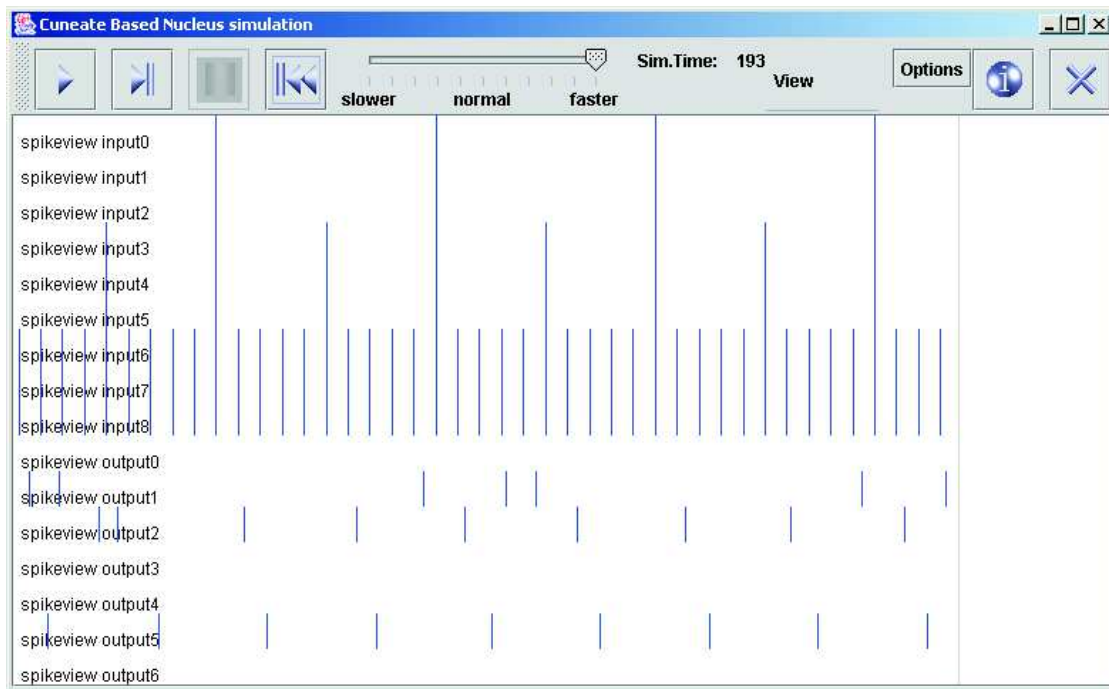 Cuneate Based Nucleus simulation
slower normal faster Sim.Time: 193 View Options
spikeview input0
spikeview input1
spikeview input2
spikeview input3
spikeview input4
spikeview input5
spikeview input6
spikeview input7
spikeview input8
spikeview output0
spikeview output1
spikeview output2
spikeview output3
spikeview output4
spikeview output5
spikeview output6